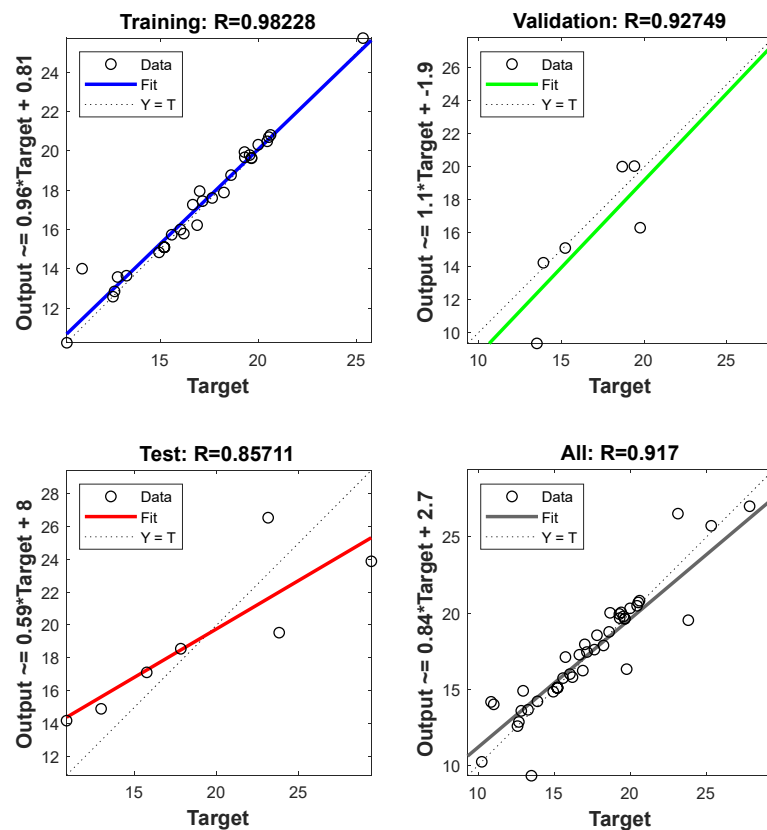 Training: R=0.98228
Output ~= 0.96*Target + 0.81
24
22
20
18
16
14
12
Data
Fit
Y = T
15
20
25
Target
Validation: R=0.92749
Output ~= 1.1*Target + -1.9
26
24
22
20
18
16
14
12
10
Data
Fit
Y = T
10
15
20
25
Target
Test: R=0.85711
Output ~= 0.59*Target + 8
28
26
24
22
20
18
16
14
12
Data
Fit
Y = T
15
20
25
Target
All: R=0.917
Output ~= 0.84*Target + 2.7
25
20
15
10
Data
Fit
Y = T
10
15
20
25
Target